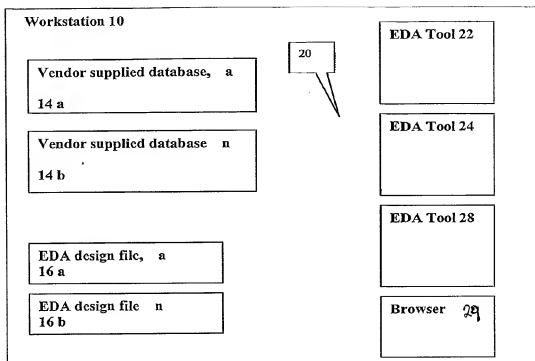 Workstation 10
Vendor supplied database, a
14 a
Vendor supplied database n
14 b
EDA design file, a
16 a
EDA design file n
16 b
20
EDA Tool 22
EDA Tool 24
EDA Tool 28
Browser 29